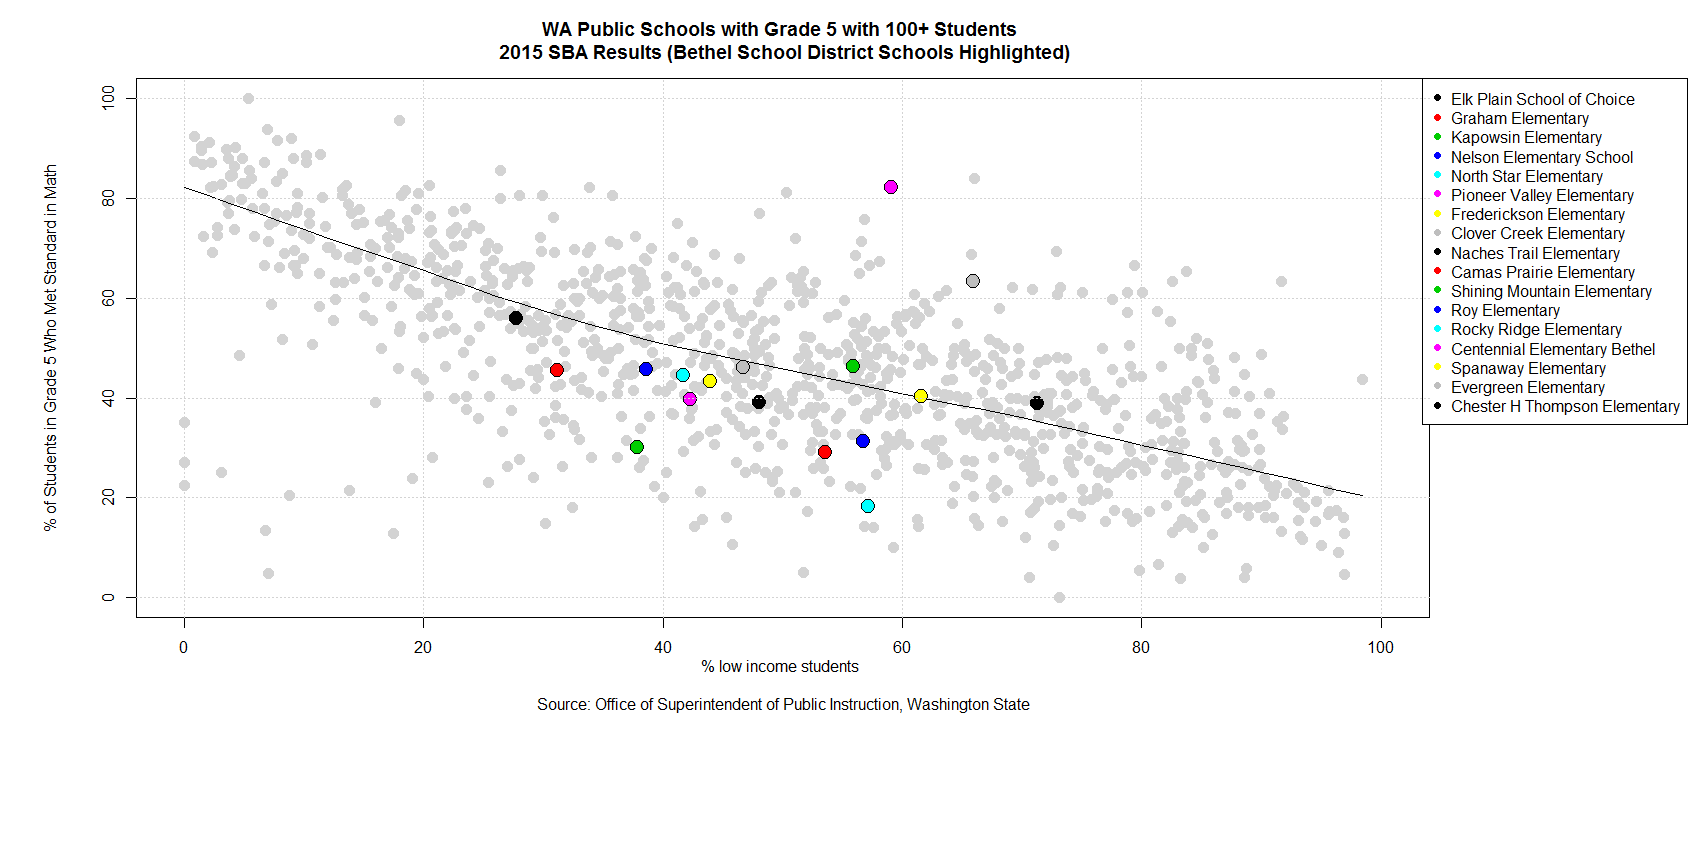 WA Public Schools with Grade 5 with 100+ Students
2015 SBA Results (Bethel School District Schools Highlighted)
% of Students in Grade 5 Who Met Standard in Math
100
80
60
40
20
0
0 20 40 60 80 100
% low income students
Source: Office of Superintendent of Public Instruction, Washington State
Elk Plain School of Choice
Graham Elementary
Kapowsin Elementary
Nelson Elementary School
North Star Elementary
Pioneer Valley Elementary
Frederickson Elementary
Clover Creek Elementary
Naches Trail Elementary
Camas Prairie Elementary
Shining Mountain Elementary
Roy Elementary
Rocky Ridge Elementary
Centennial Elementary Bethel
Spanaway Elementary
Evergreen Elementary
Chester H Thompson Elementary